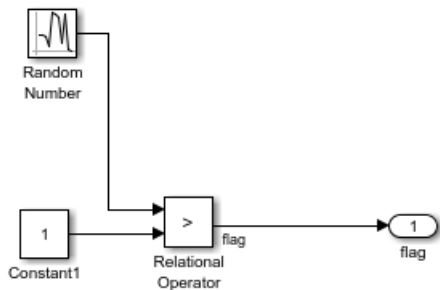 Random
Number
1
Constant1
>
Relational
Operator
flag
1
flag